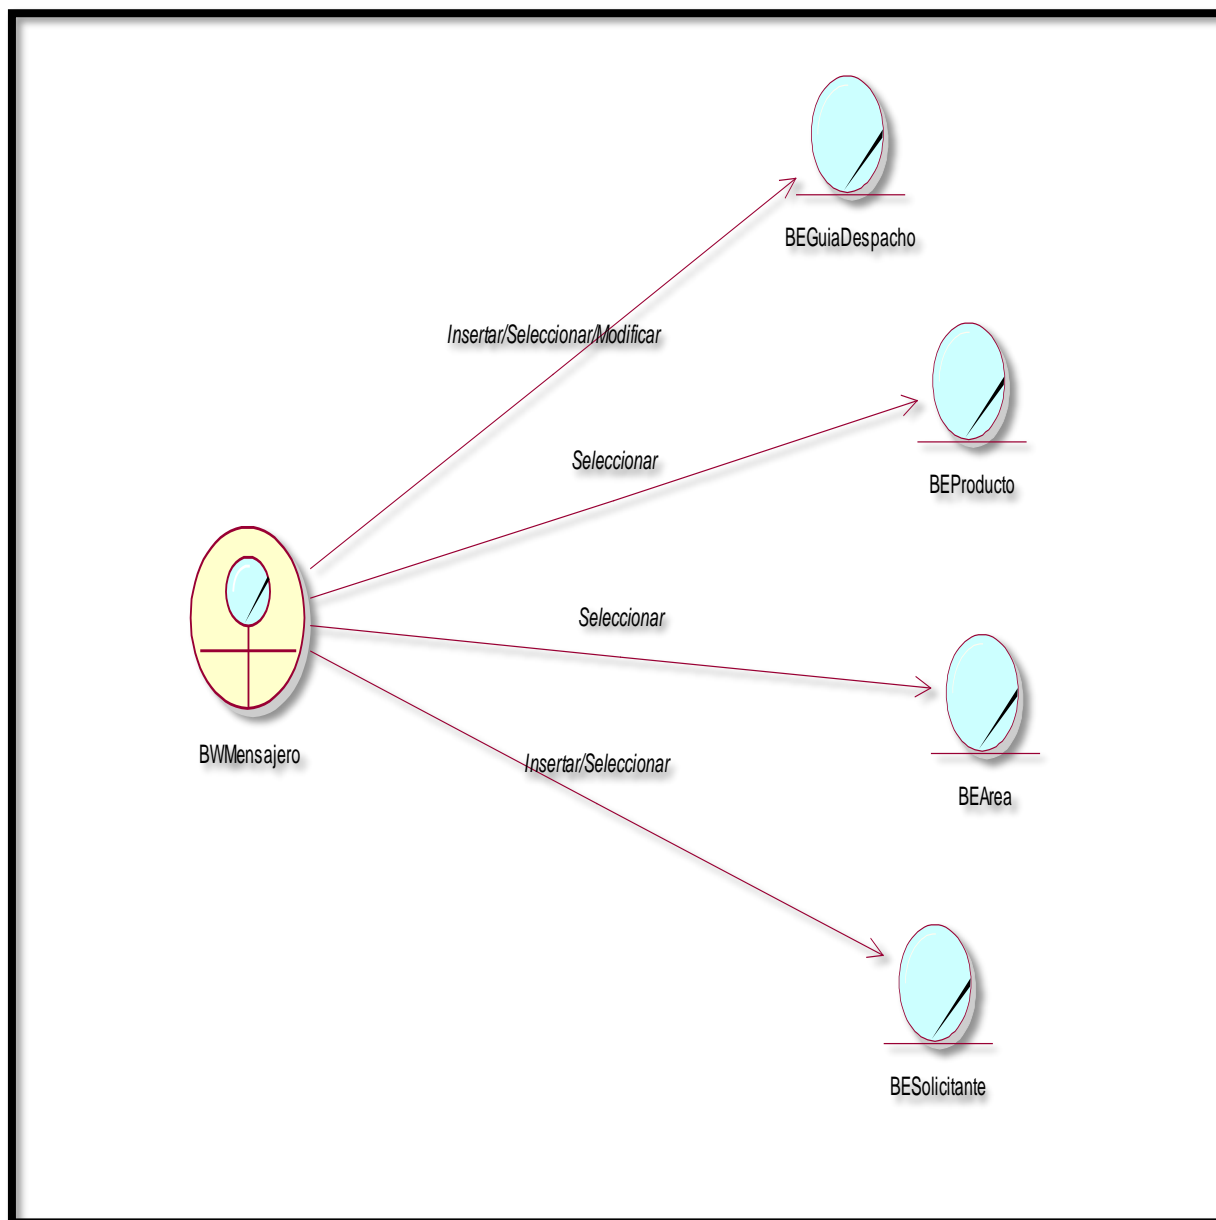 BEGuiaDespacho
Insertar/Seleccionar/Modificar
Seleccionar
BEProducto
Seleccionar
BWMensajero
Insertar/Seleccionar
BEArea
BESolicitante